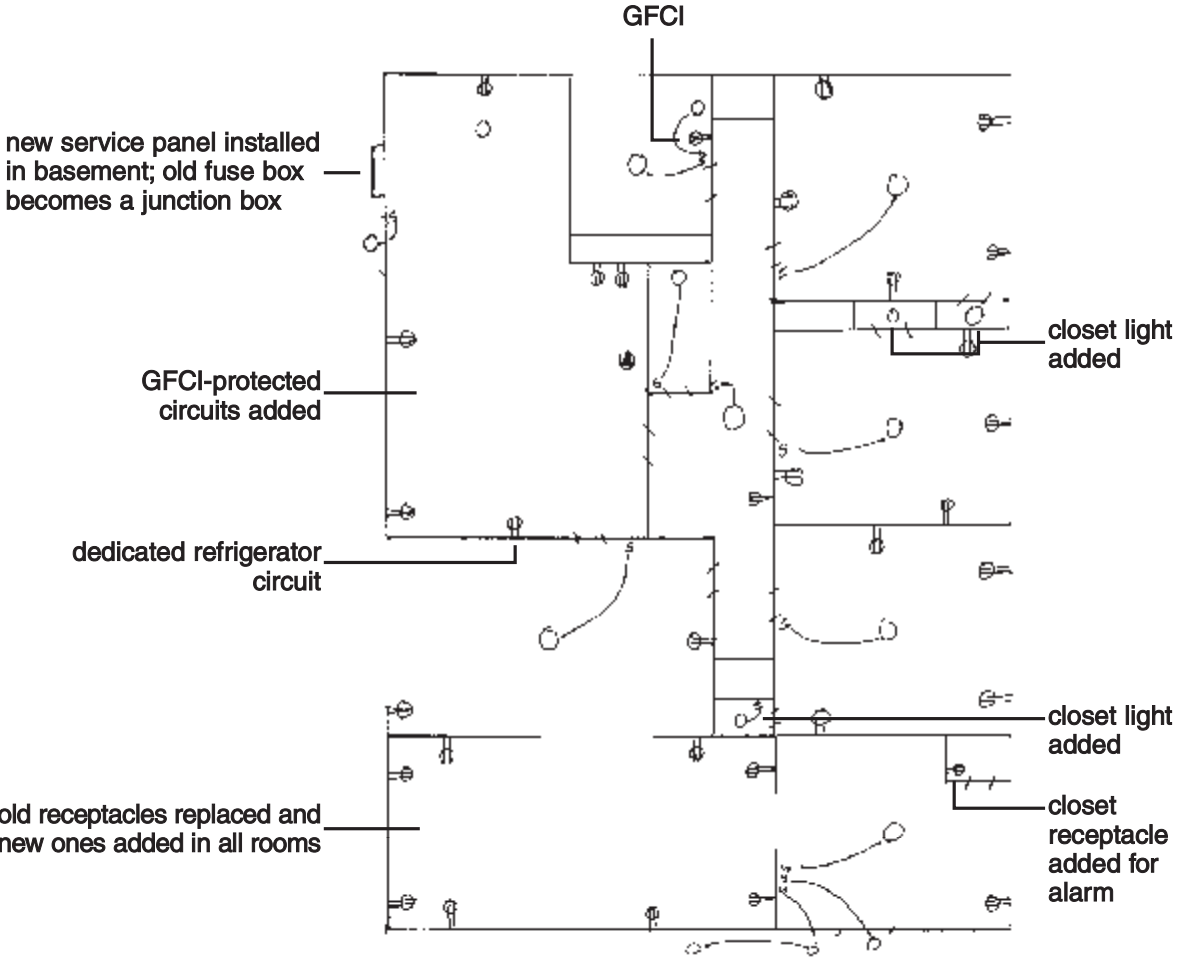 GFCI
new service panel installed
in basement; old fuse box
becomes a junction box
closet light
added
GFCI-protected
circuits added
dedicated refrigerator
circuit
closet light
added
old receptacles replaced and
new ones added in all rooms
closet
receptacle
added for
alarm